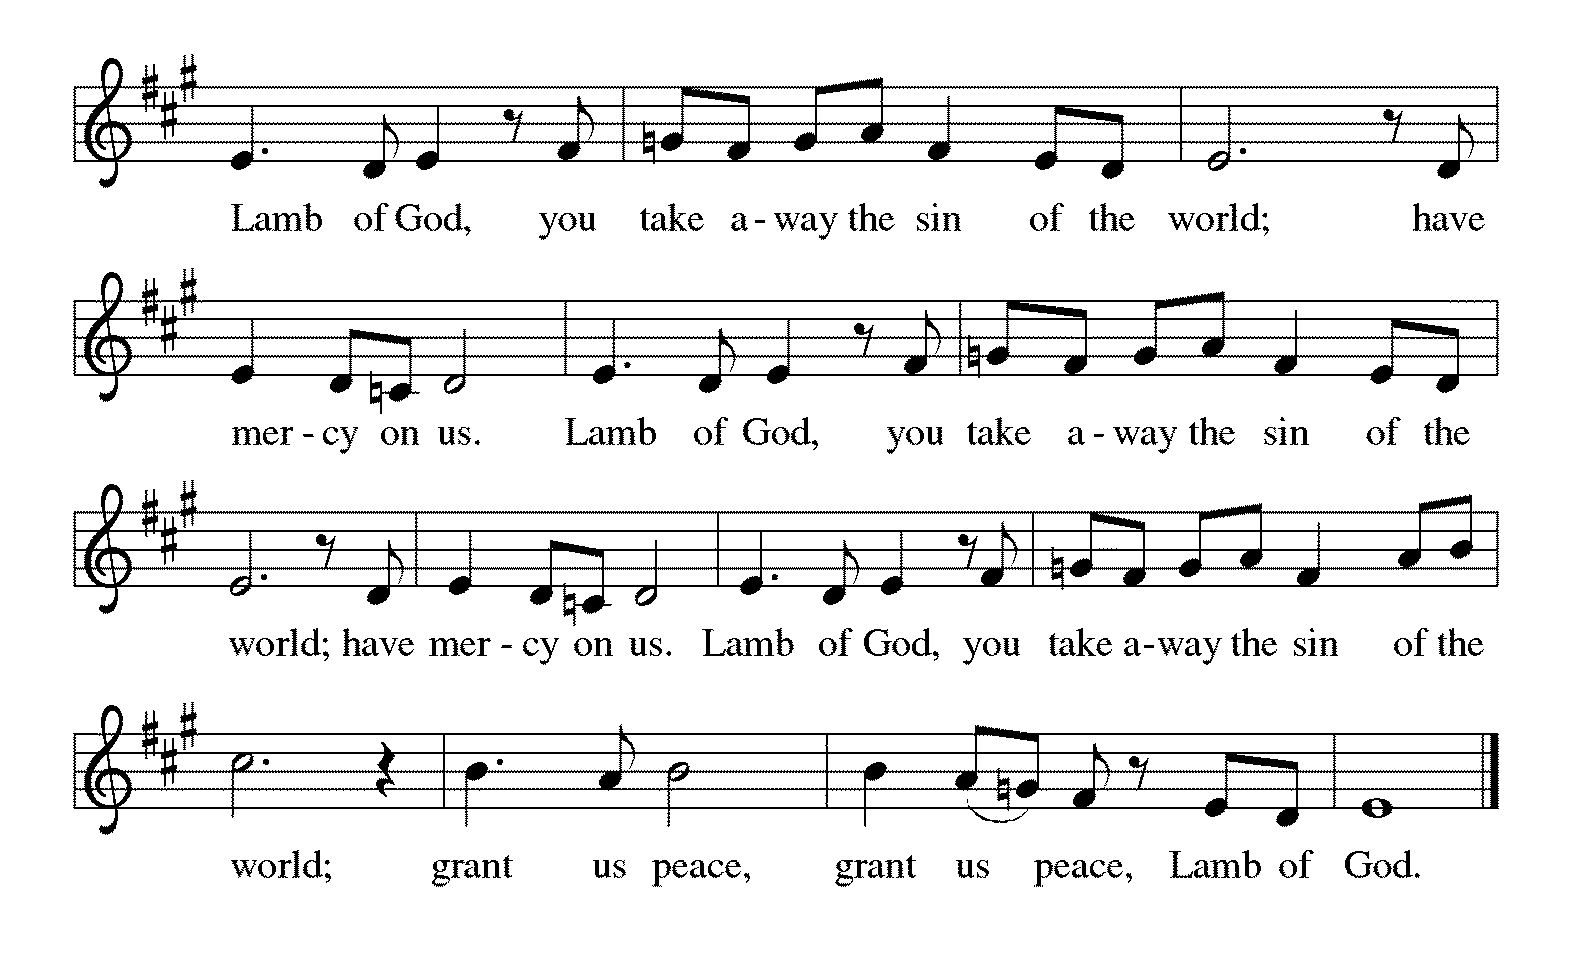 Lamb of God, you take a - way the sin of the world; have
mer - cy on us. Lamb of God, you take a - way the sin of the
world; have mer - cy on us. Lamb of God, you take a - way the sin of the
world; grant us peace, grant us peace, Lamb of God.